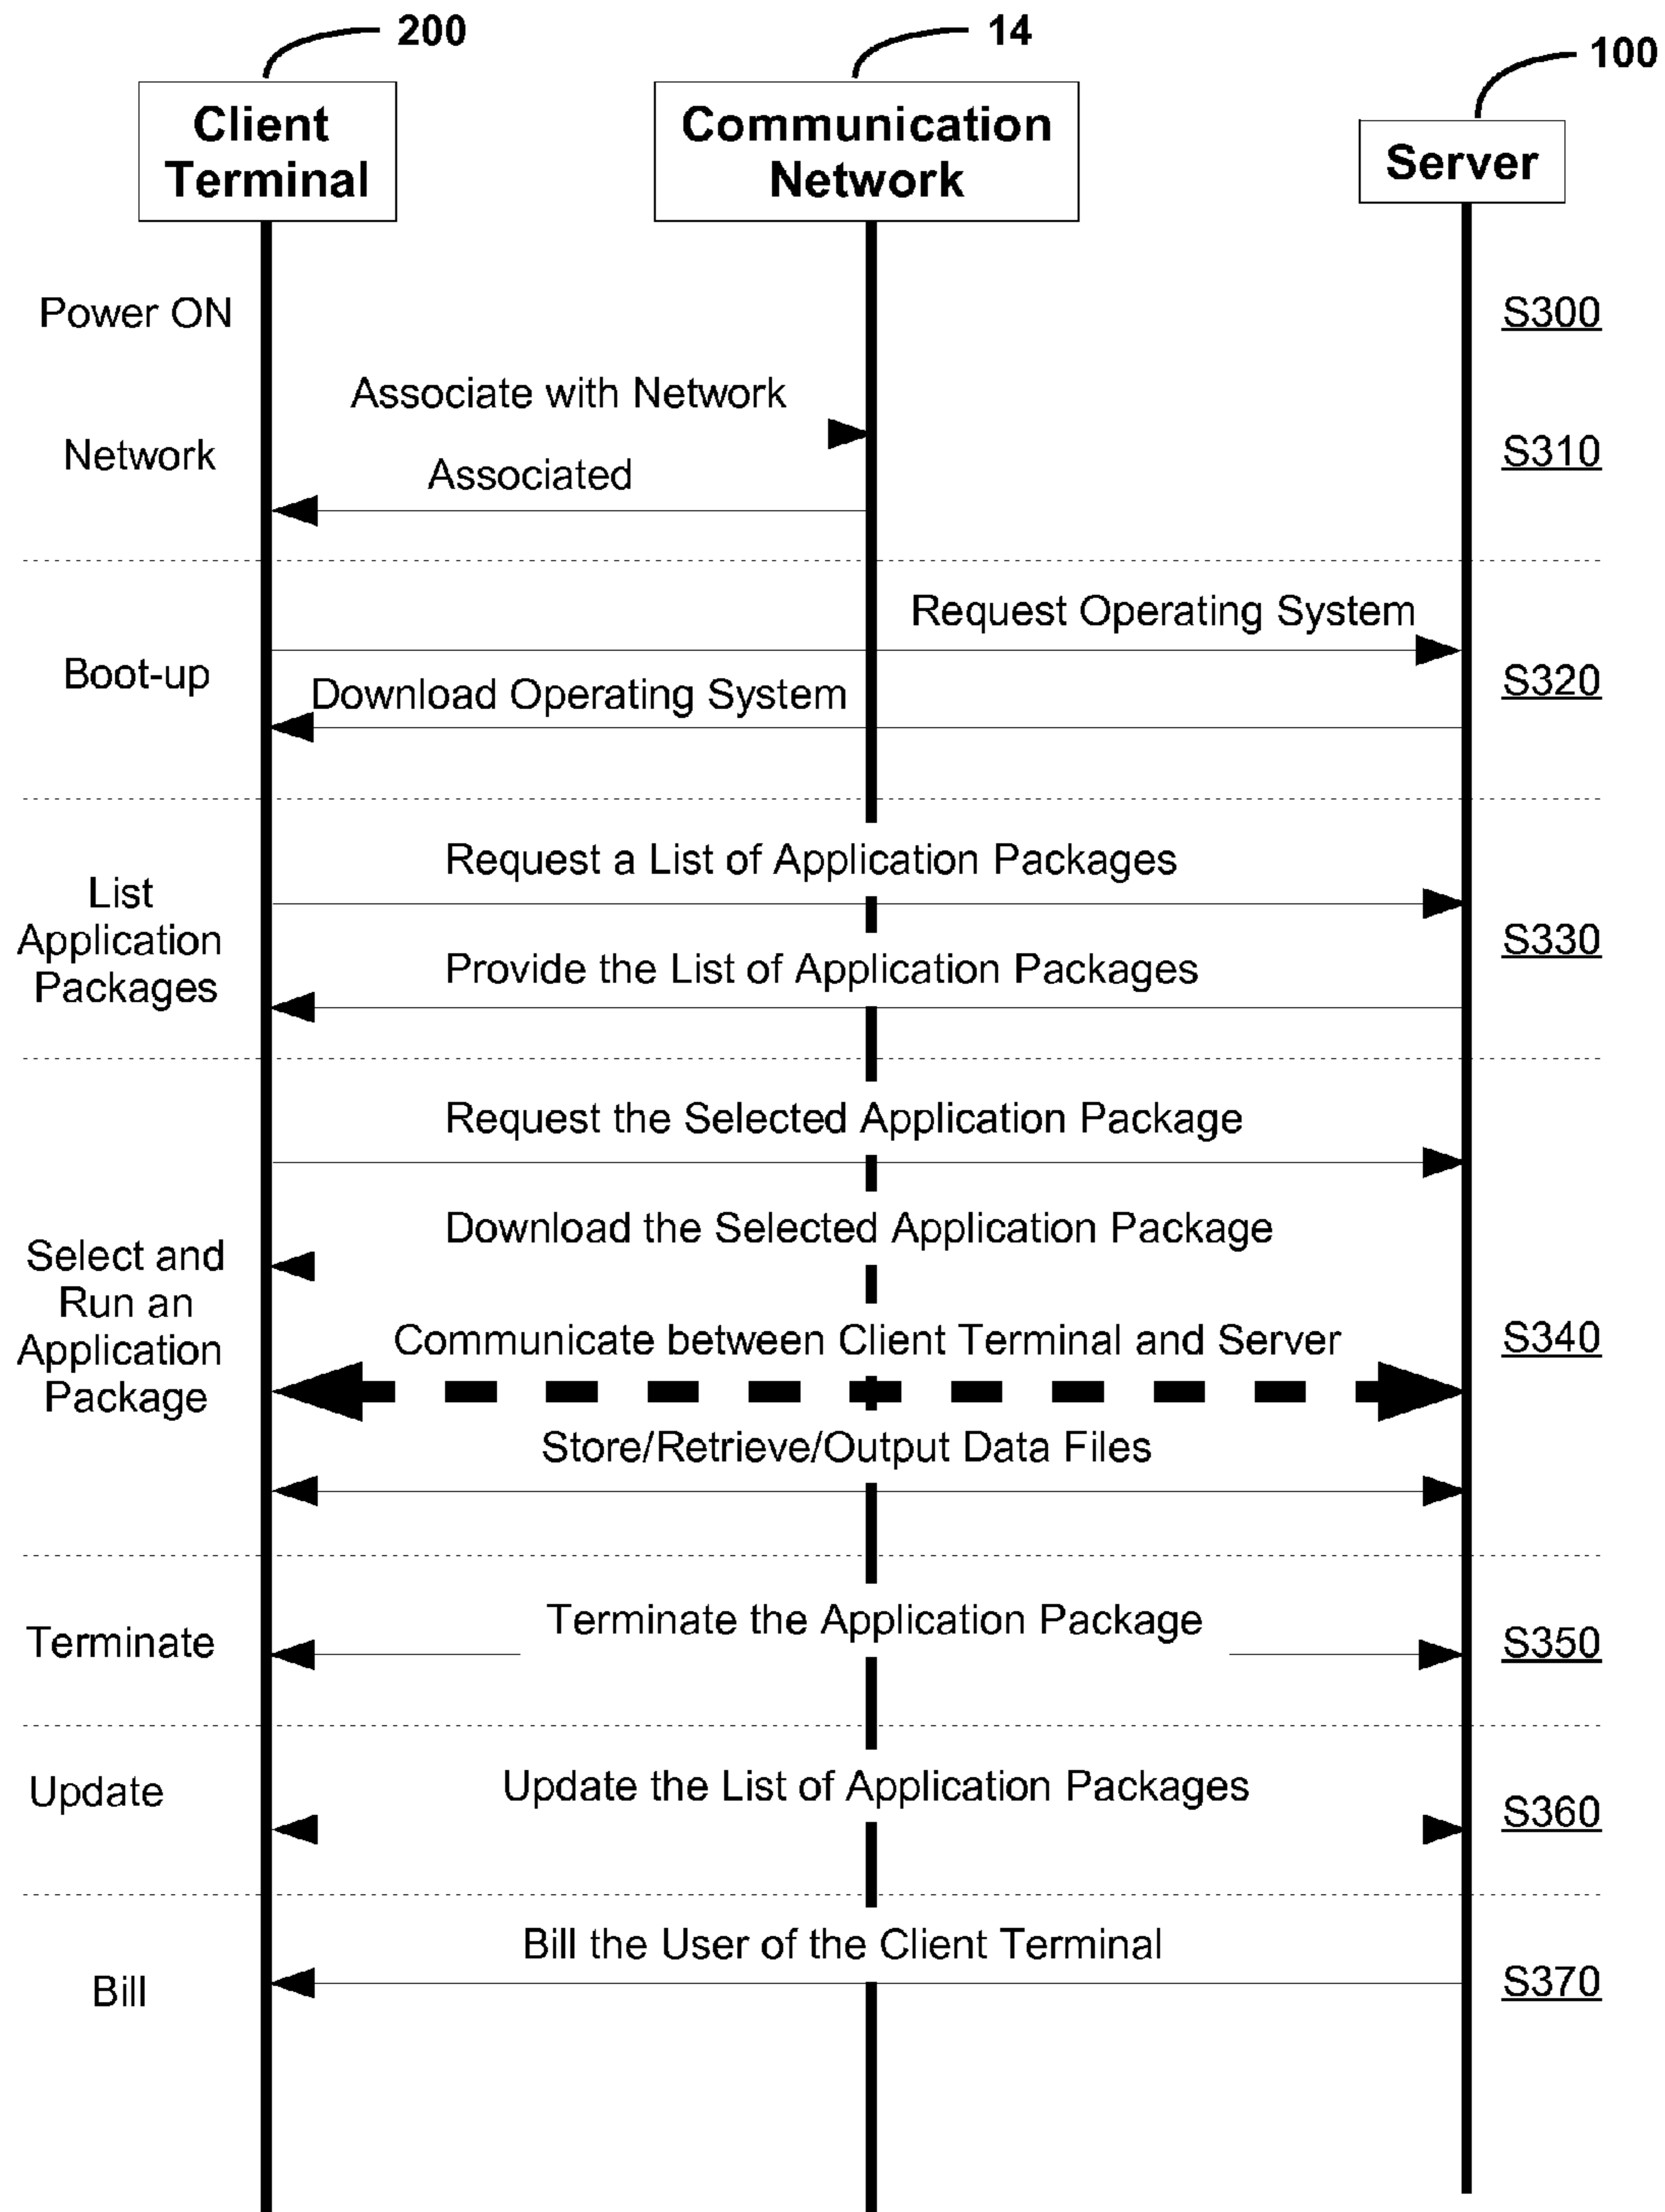 200
14
100
Client
Terminal
Communication
Network
Server
Power ON
S300
Associate with Network
Network
S310
Associated
Request Operating System
Boot-up
S320
Download Operating System
Request a List of Application Packages
List
Application
Packages
S330
Provide the List of Application Packages
Request the Selected Application Package
Download the Selected Application Package
Select and
Run an
Application
Package
Communicate between Client Terminal and Server
S340
Store/Retrieve/Output Data Files
Terminate the Application Package
Terminate
S350
Update the List of Application Packages
Update
S360
Bill the User of the Client Terminal
Bill
S370